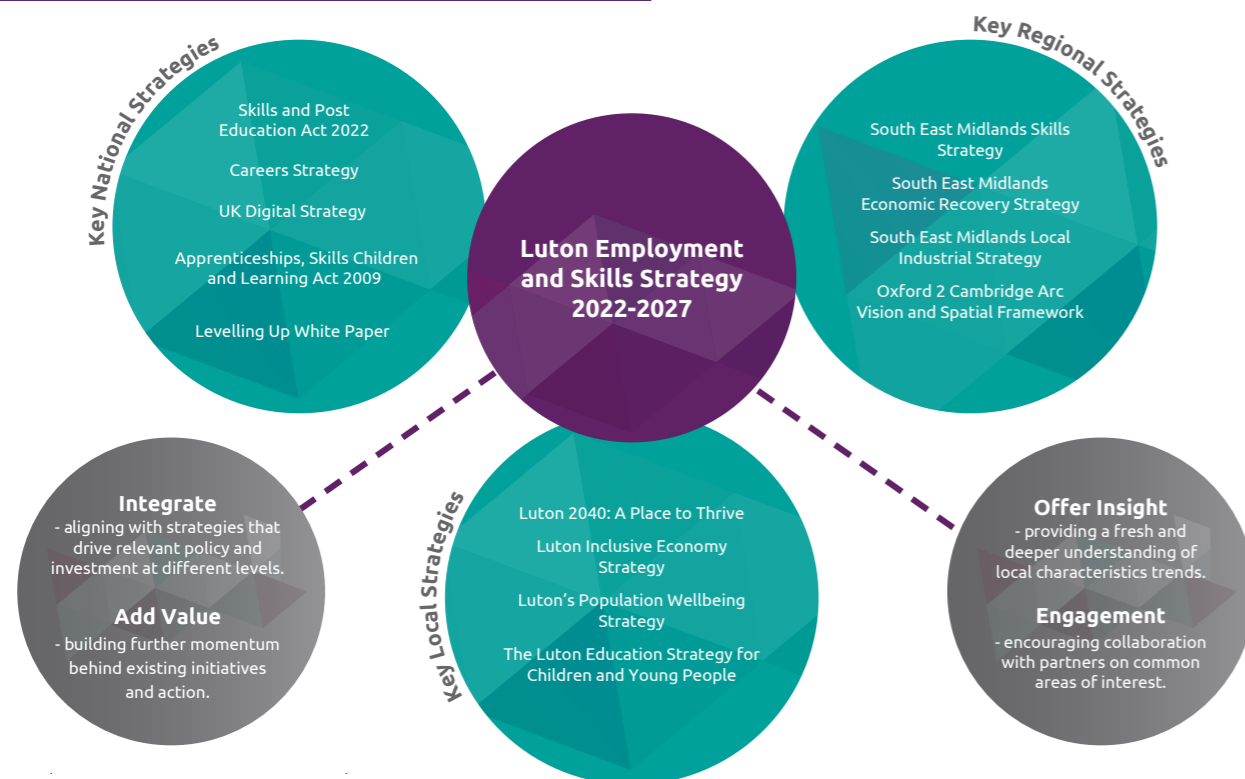 Key National Strategies
Skills and Post
Education Act 2022
Careers Strategy
UK Digital Strategy
Apprenticeships, Skills Children
and Learning Act 2009
Levelling Up White Paper
Luton Employment
and Skills Strategy
2022-2027
Key Regional Strategies
South East Midlands Skills
Strategy
South East Midlands
Economic Recovery Strategy
South East Midlands Local
Industrial Strategy
Oxford 2 Cambridge Arc
Vision and Spatial Framework
Integrate
- aligning with strategies that
drive relevant policy and
investment at different levels.
Add Value
- building further momentum
behind existing initiatives
and action.
Key Local Strategies
Luton 2040: A Place to Thrive
Luton Inclusive Economy
Strategy
Luton's Population Wellbeing
Strategy
The Luton Education Strategy for
Children and Young People
Offer Insight
- providing a fresh and
deeper understanding of
local characteristics trends.
Engagement
- encouraging collaboration
with partners on common
areas of interest.